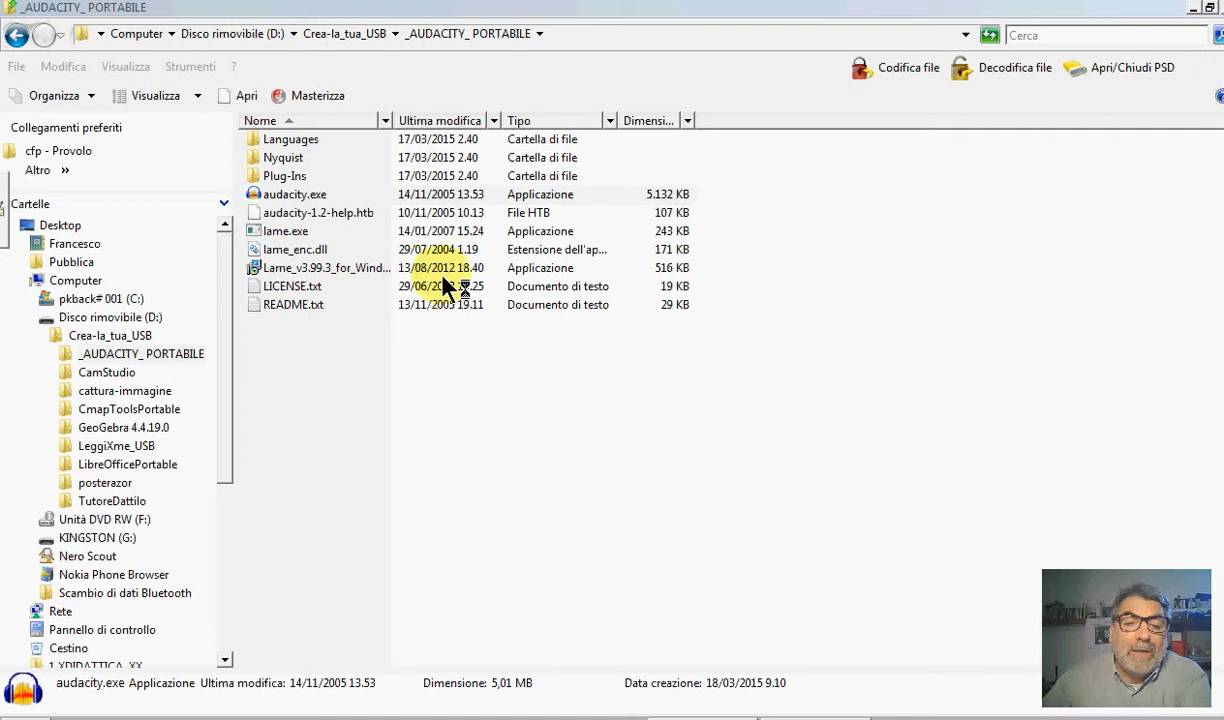 _AUDACITY_ PORTABILE
Computer Disco rimovibile (D:) Crea-la_tua_USB _AUDACITY_ PORTABILE Cerca
File Modifica Visualizza Strumenti ? Codifica file Decodifica file Apri/Chiudi PSD
Organizza Visualizza Apri Masterizza
Collegamenti preferiti
cfp - Provolo
Altro »
Cartelle
Desktop
Francesco
Pubblica
Computer
pkback# 001 (C:)
Disco rimovibile (D:)
Crea-la_tua_USB
_AUDACITY_ PORTABILE
CamStudio
cattura-immagine
CmapToolsPortable
GeoGebra 4.4.19.0
LeggiXme_USB
LibreOfficePortable
posterazor
TutoreDattilo
Unità DVD RW (F:)
KINGSTON (G:)
Nero Scout
Nokia Phone Browser
Scambio di dati Bluetooth
Rete
Pannello di controllo
Cestino
1 XDIDATTICA_XX
Nome Ultima modifica Tipo Dimensi...
Languages 17/03/2015 2.40 Cartella di file
Nyquist 17/03/2015 2.40 Cartella di file
Plug-Ins 17/03/2015 2.40 Cartella di file
audacity.exe 14/11/2005 13.53 Applicazione 5.132 KB
audacity-1.2-help.htb 10/11/2005 10.13 File HTB 107 KB
lame.exe 14/01/2007 15.24 Applicazione 243 KB
lame_enc.dll 29/07/2004 1.19 Estensione dell'ap... 171 KB
Lame_v3.99.3_for_Wind... 13/08/2012 18.40 Applicazione 516 KB
LICENSE.txt Documento di testo 19 KB
README.txt 13/11/2005 19.11 Documento di testo 29 KB
audacity.exe Applicazione Ultima modifica: 14/11/2005 13.53 Dimensione: 5,01 MB Data creazione: 18/03/2015 9.10